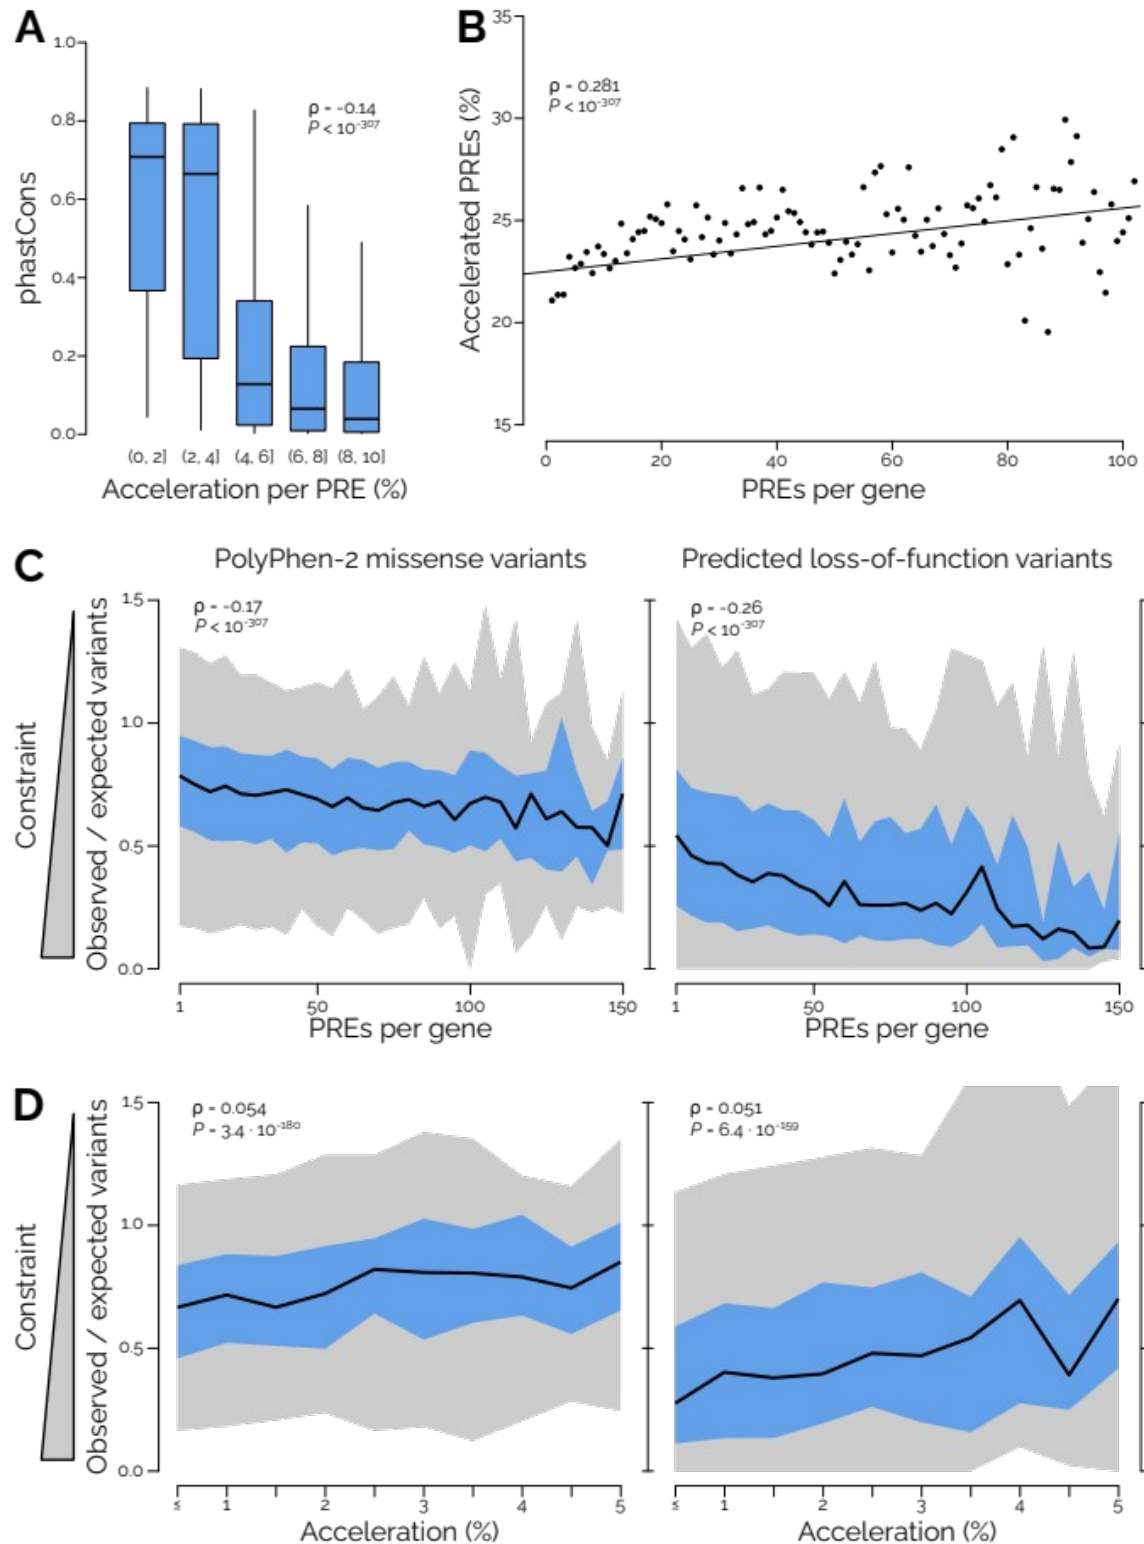 A
1.0
0.8
0.6
0.4
0.2
0.0
phastCons
ρ = -0.14
P < 10⁻³⁰⁷
(0, 2] (2, 4] (4, 6] (6, 8] (8, 10]
Acceleration per PRE (%)
B
35
30
25
20
15
Accelerated PREs (%)
ρ = 0.281
P < 10⁻³⁰⁷
0 20 40 60 80 100
PREs per gene
C
PolyPhen-2 missense variants
Predicted loss-of-function variants
Constraint
Observed / expected variants
1.5
1.0
0.5
0.0
ρ = -0.17
P < 10⁻³⁰⁷
1 50 100 150
PREs per gene
ρ = -0.26
P < 10⁻³⁰⁷
1 50 100 150
PREs per gene
D
Constraint
Observed / expected variants
1.5
1.0
0.5
0.0
ρ = 0.054
P = 3.4 · 10⁻¹⁸⁰
≤ 1 2 3 4 5
Acceleration (%)
ρ = 0.051
P = 6.4 · 10⁻¹⁵⁹
≤ 1 2 3 4 5
Acceleration (%)